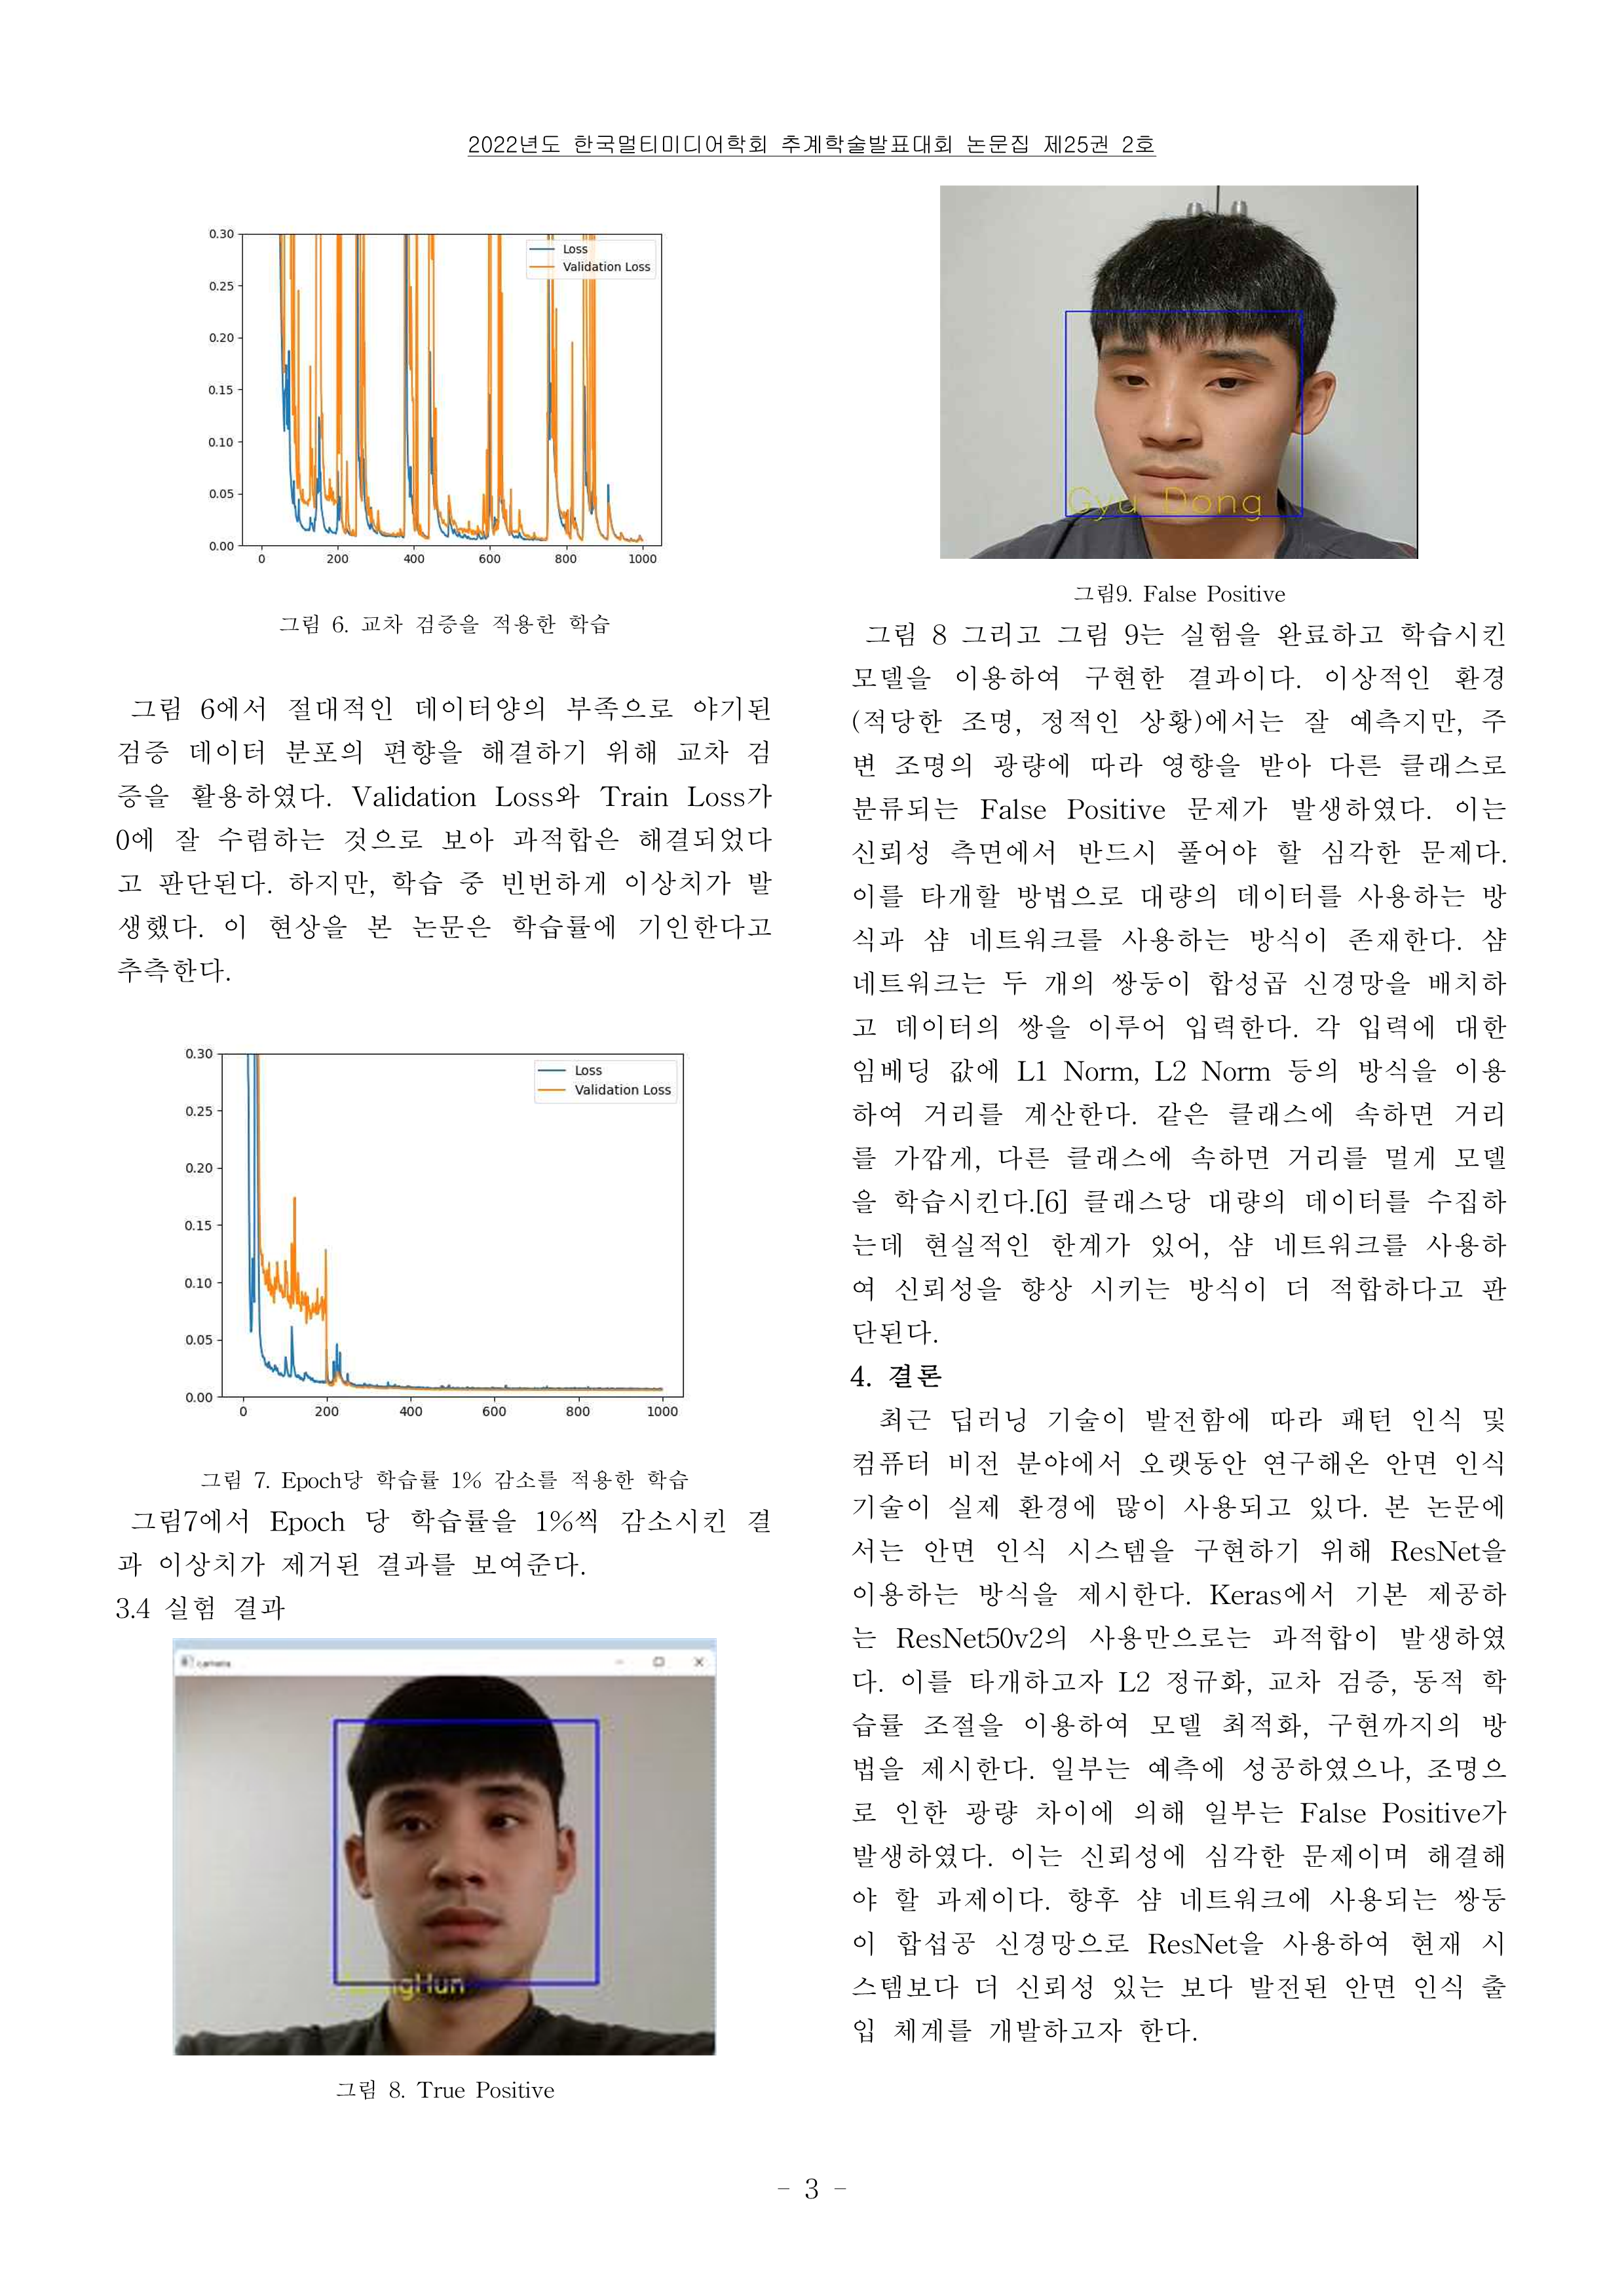 2022년도 한국멀티미디어학회 추계학술발표대회 논문집 제25권 2호
0.30
0.25
0.20
0.15
0.10
0.05
0.00
0 200 400 600 800 1000
Loss
Validation Loss
그림 6. 교차 검증을 적용한 학습
그림 6에서 절대적인 데이터양의 부족으로 야기된
검증 데이터 분포의 편향을 해결하기 위해 교차 검
증을 활용하였다. Validation Loss와 Train Loss가
0에 잘 수렴하는 것으로 보아 과적합은 해결되었다
고 판단된다. 하지만, 학습 중 빈번하게 이상치가 발
생했다. 이 현상을 본 논문은 학습률에 기인한다고
추측한다.
0.30
0.25
0.20
0.15
0.10
0.05
0.00
0 200 400 600 800 1000
Loss
Validation Loss
그림 7. Epoch당 학습률 1% 감소를 적용한 학습
그림7에서 Epoch 당 학습률을 1%씩 감소시킨 결
과 이상치가 제거된 결과를 보여준다.
3.4 실험 결과
camera
gHun
그림 8. True Positive
Gyu Dong
그림9. False Positive
그림 8 그리고 그림 9는 실험을 완료하고 학습시킨
모델을 이용하여 구현한 결과이다. 이상적인 환경
(적당한 조명, 정적인 상황)에서는 잘 예측지만, 주
변 조명의 광량에 따라 영향을 받아 다른 클래스로
분류되는 False Positive 문제가 발생하였다. 이는
신뢰성 측면에서 반드시 풀어야 할 심각한 문제다.
이를 타개할 방법으로 대량의 데이터를 사용하는 방
식과 샴 네트워크를 사용하는 방식이 존재한다. 샴
네트워크는 두 개의 쌍둥이 합성곱 신경망을 배치하
고 데이터의 쌍을 이루어 입력한다. 각 입력에 대한
임베딩 값에 L1 Norm, L2 Norm 등의 방식을 이용
하여 거리를 계산한다. 같은 클래스에 속하면 거리
를 가깝게, 다른 클래스에 속하면 거리를 멀게 모델
을 학습시킨다.[6] 클래스당 대량의 데이터를 수집하
는데 현실적인 한계가 있어, 샴 네트워크를 사용하
여 신뢰성을 향상 시키는 방식이 더 적합하다고 판
단된다.
4. 결론
최근 딥러닝 기술이 발전함에 따라 패턴 인식 및
컴퓨터 비전 분야에서 오랫동안 연구해온 안면 인식
기술이 실제 환경에 많이 사용되고 있다. 본 논문에
서는 안면 인식 시스템을 구현하기 위해 ResNet을
이용하는 방식을 제시한다. Keras에서 기본 제공하
는 ResNet50v2의 사용만으로는 과적합이 발생하였
다. 이를 타개하고자 L2 정규화, 교차 검증, 동적 학
습률 조절을 이용하여 모델 최적화, 구현까지의 방
법을 제시한다. 일부는 예측에 성공하였으나, 조명으
로 인한 광량 차이에 의해 일부는 False Positive가
발생하였다. 이는 신뢰성에 심각한 문제이며 해결해
야 할 과제이다. 향후 샴 네트워크에 사용되는 쌍둥
이 합섭공 신경망으로 ResNet을 사용하여 현재 시
스템보다 더 신뢰성 있는 보다 발전된 안면 인식 출
입 체계를 개발하고자 한다.
- 3 -